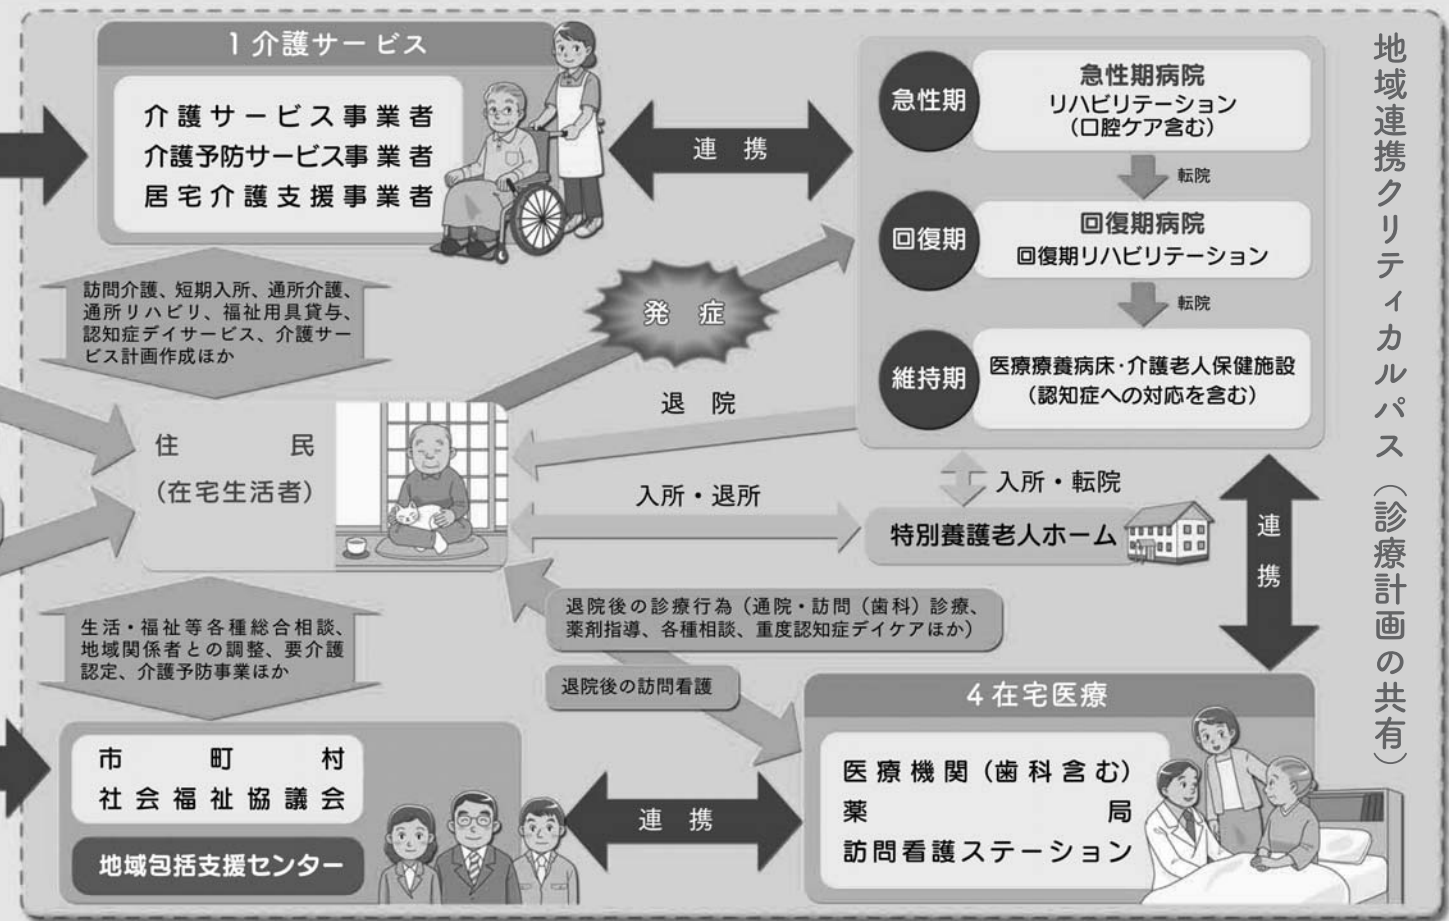 1 介護サービス
介護サービス事業者
介護予防サービス事業者
居宅介護支援事業者
連携
急性期
急性期病院
リハビリテーション
(口腔ケア含む)
転院
回復期
回復期病院
回復期リハビリテーション
転院
維持期
医療療養病床・介護老人保健施設
(認知症への対応を含む)
地域連携クリティカルパス(診療計画の共有)
訪問介護、短期入所、通所介護、
通所リハビリ、福祉用具貸与、
認知症デイサービス、介護サー
ビス計画作成ほか
発症
退院
住民
(在宅生活者)
入所・退所
入所・転院
特別養護老人ホーム
連携
生活・福祉等各種総合相談、
地域関係者との調整、要介護
認定、介護予防事業ほか
退院後の診療行為(通院・訪問(歯科)診療、
薬剤指導、各種相談、重度認知症デイケアほか)
退院後の訪問看護
市町村
社会福祉協議会
地域包括支援センター
連携
4 在宅医療
医療機関(歯科含む)
薬局
訪問看護ステーション